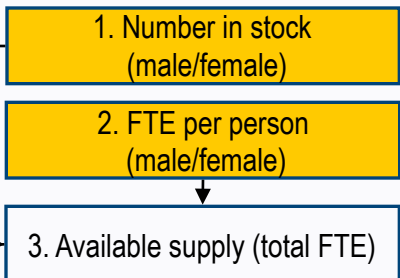 1. Number in stock
(male/female)
2. FTE per person
(male/female)
3. Available supply (total FTE)